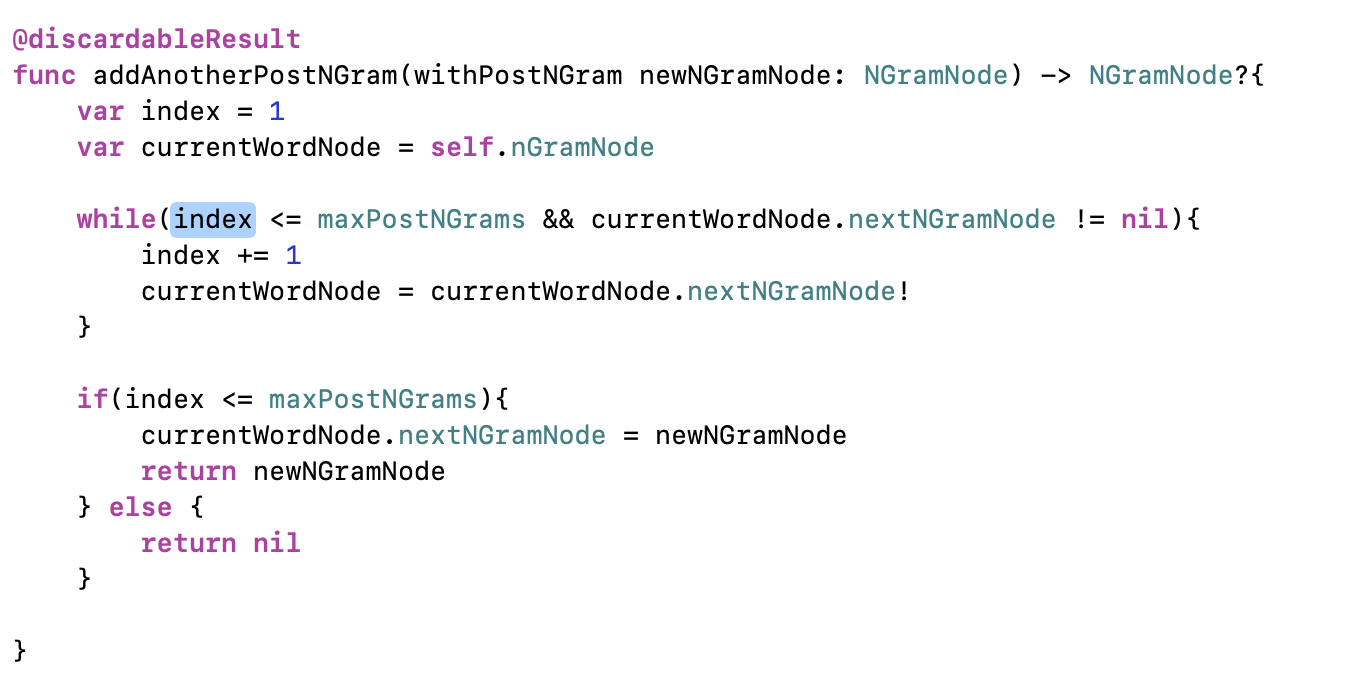 @discardableResult
func addAnotherPostNGram(withPostNGram newNGramNode: NGramNode) -> NGramNode?{
    var index = 1
    var currentWordNode = self.nGramNode

    while(index <= maxPostNGrams && currentWordNode.nextNGramNode != nil){
        index += 1
        currentWordNode = currentWordNode.nextNGramNode!
    }

    if(index <= maxPostNGrams){
        currentWordNode.nextNGramNode = newNGramNode
        return newNGramNode
    } else {
        return nil
    }

}